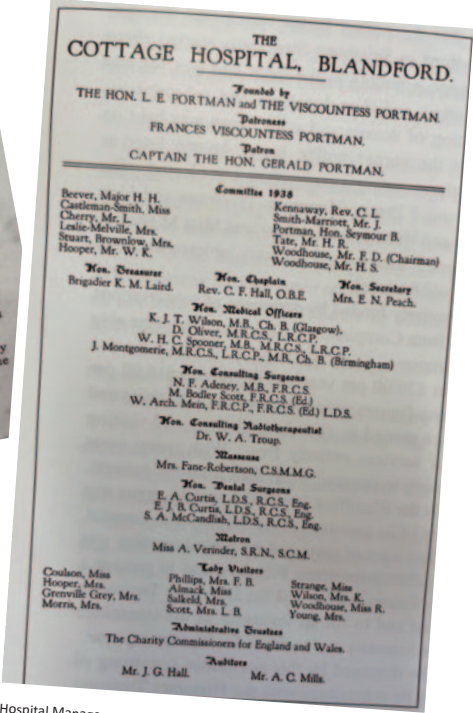 THE
COTTAGE HOSPITAL, BLANDFORD.
Founded by
THE HON. L. E. PORTMAN and THE VISCOUNTESS PORTMAN.
Patroness
FRANCES VISCOUNTESS PORTMAN.
Patron
CAPTAIN THE HON. GERALD PORTMAN.
Committee 1938
Beever, Major H. H.
Castleman-Smith, Miss
Cherry, Mr. L.
Leslie-Melville, Mrs.
Stuart, Brownlow, Mrs.
Hooper, Mr. W. K.
Kennaway, Rev. C. L.
Smith-Marriott, Mr. J.
Portman, Hon. Seymour B.
Tate, Mr. H. R.
Woodhouse, Mr. F. D. (Chairman)
Woodhouse, Mr. H. S.
Hon. Treasurer
Brigadier K. M. Laird.
Hon. Chaplain
Rev. C. F. Hall, O.B.E.
Hon. Secretary
Mrs. E. N. Peach.
Hon. Medical Officers
K. J. T. Wilson, M.B., Ch. B. (Glasgow).
D. Oliver, M.R.C.S., L.R.C.P.
W. H. C. Spooner, M.B., M.R.C.S., L.R.C.P.
J. Montgomerie, M.R.C.S., L.R.C.P., M.B., Ch. B. (Birmingham)
Hon. Consulting Surgeons
N. F. Adeney, M.B., F.R.C.S.
M. Bodley Scott, F.R.C.S. (Ed.)
W. Arch. Mein, F.R.C.P., F.R.C.S. (Ed.) L.D.S.
Hon. Consulting Radiotherapeutist
Dr. W. A. Troup.
Masseuse
Mrs. Fane-Robertson, C.S.M.M.G.
Hon. Dental Surgeons
E. A. Curtis, L.D.S., R.C.S., Eng.
E. J. B. Curtis, L.D.S., R.C.S., Eng.
S. A. McCandlish, L.D.S., R.C.S., Eng.
Matron
Miss A. Verinder, S.R.N., S.C.M.
Lady Visitors
Coulson, Miss
Hooper, Mrs.
Grenville Grey, Mrs.
Morris, Mrs.
Phillips, Mrs. F. B.
Almack, Miss
Salkeld, Mrs.
Scott, Mrs. L. B.
Strange, Miss
Wilson, Mrs. K.
Woodhouse, Miss R.
Young, Mrs.
Administrative Trustees
The Charity Commissioners for England and Wales.
Auditors
Mr. J. G. Hall.
Mr. A. C. Mills.
Hospital